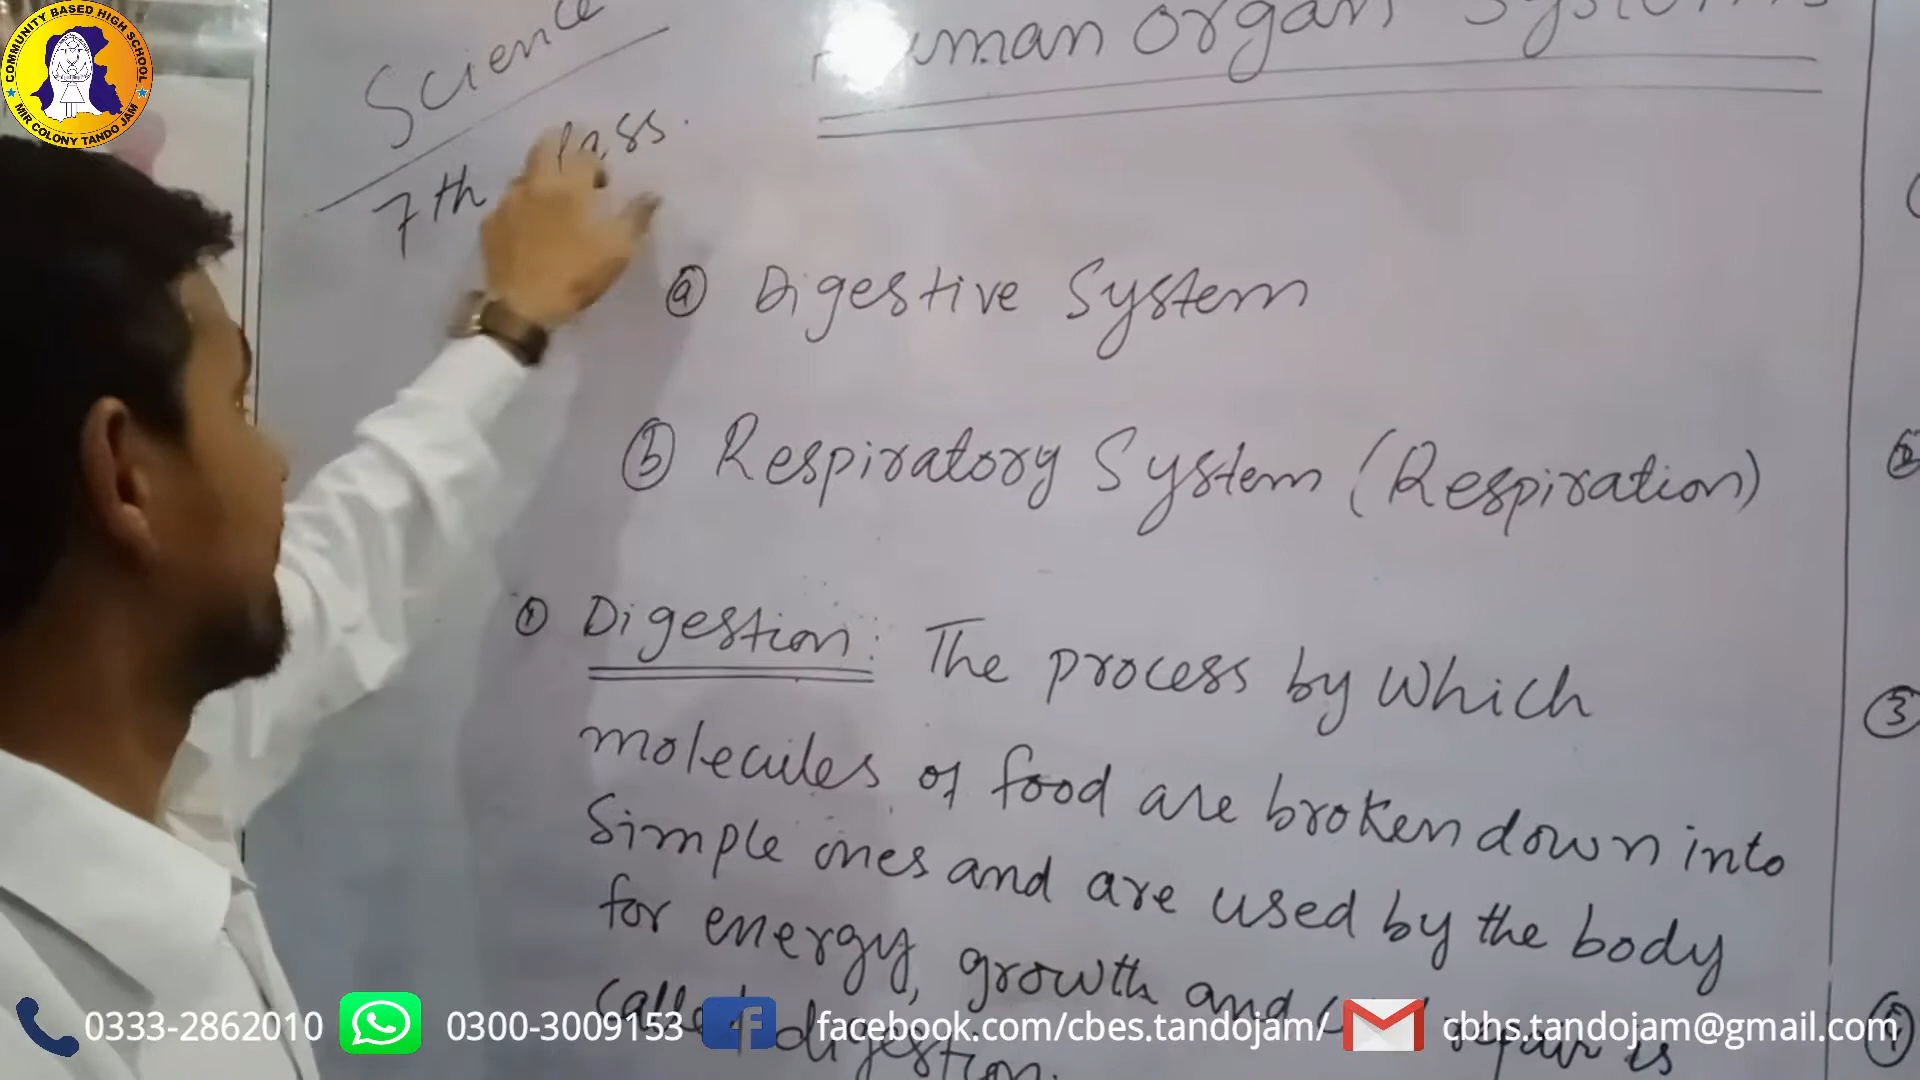 COMMUNITY BASED HIGH SCHOOL
MIR COLONY TANDO JAM
Science
7th
Human Organ Systems
ⓐ Digestive System
ⓑ Respiratory System (Respiration)
① Digestion: The process by which
molecules of food are broken down into
Simple ones and are used by the body
for energy, growth and cell repair is
called digestion.
③
④
0333-2862010 0300-3009153 facebook.com/cbes.tandojam/ cbhs.tandojam@gmail.com